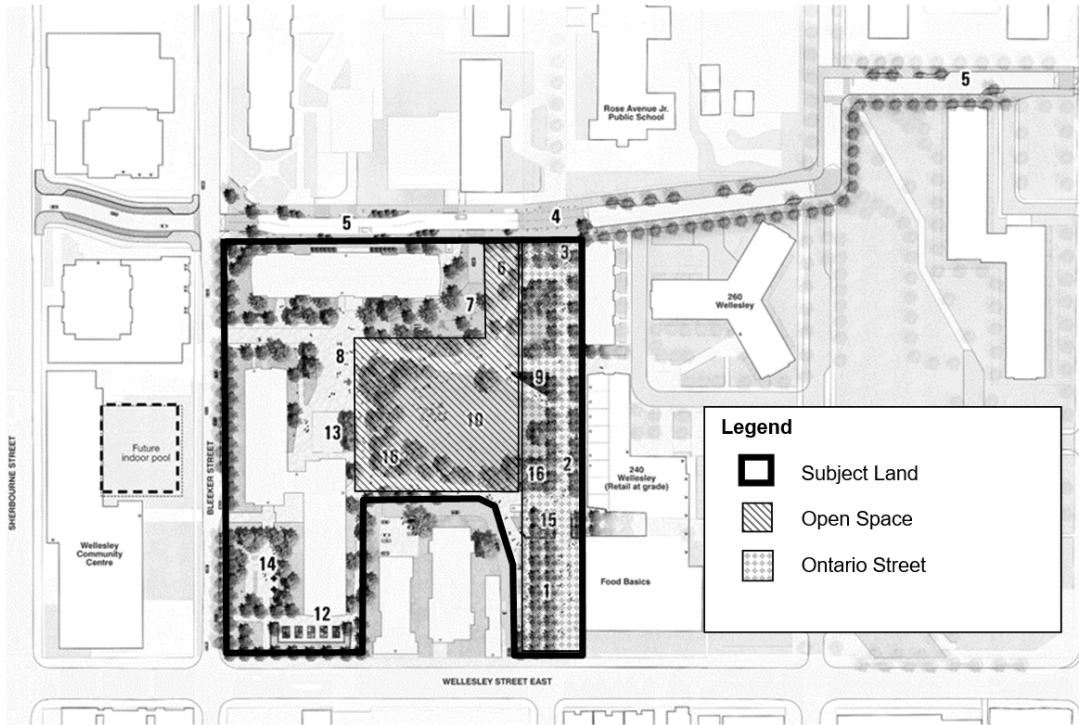 5
Rose Avenue Jr.
Public School
5
4
3
6
7
260
Wellesley
8
9
10
13
16
Future
indoor pool
SHERBOURNE STREET
BLEEKER STREET
16
2
240
Wellesley
(Retail at grade)
15
Wellesley
Community
Centre
14
1
Food Basics
12
WELLESLEY STREET EAST
Legend
Subject Land
Open Space
Ontario Street